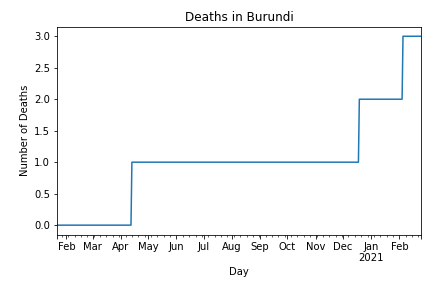 Deaths in Burundi
3.0
2.5
2.0
1.5
1.0
0.5
0.0
Number of Deaths
Feb Mar Apr May Jun Jul Aug Sep Oct Nov Dec Jan Feb
2021
Day